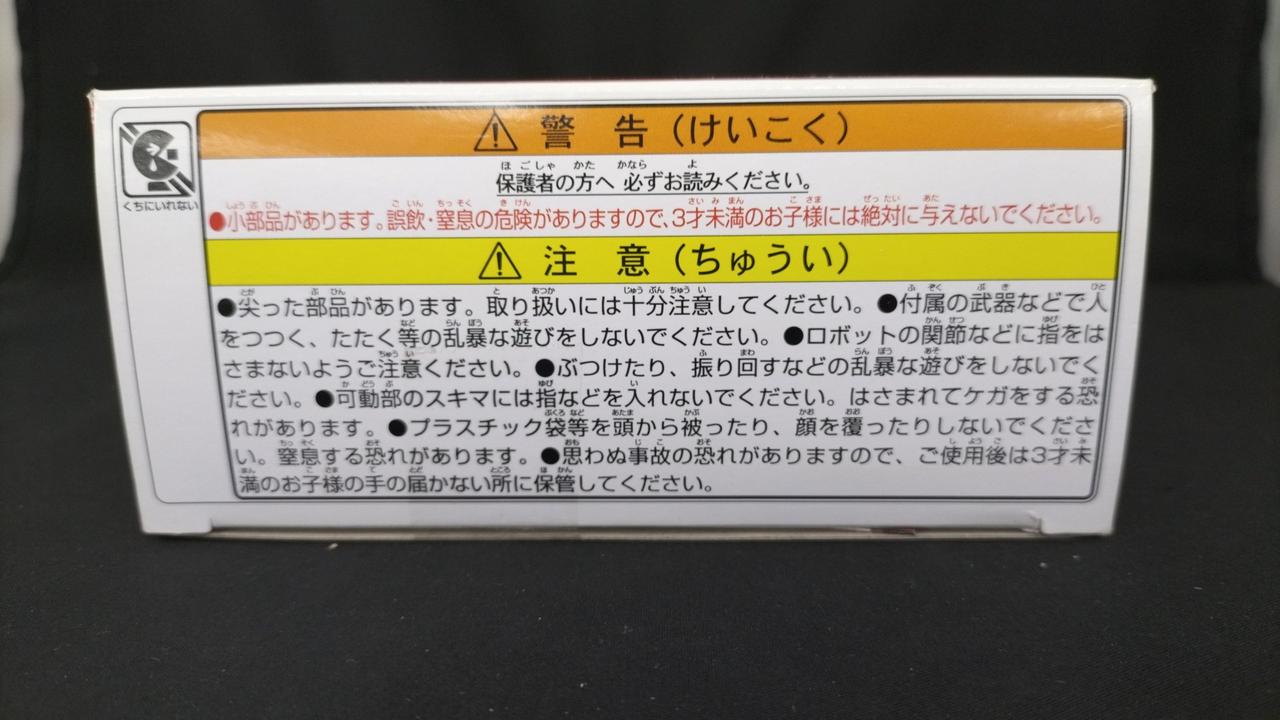 ⚠ 警 告（けいこく）
保護者の方へ 必ずお読みください。
くちにいれない
●小部品があります。誤飲・窒息の危険がありますので、3才未満のお子様には絶対に与えないでください。
⚠ 注 意（ちゅうい）
●尖った部品があります。取り扱いには十分注意してください。●付属の武器などで人
をつつく、たたく等の乱暴な遊びをしないでください。●ロボットの関節などに指をは
さまないようご注意ください。●ぶつけたり、振り回すなどの乱暴な遊びをしないでく
ださい。●可動部のスキマには指などを入れないでください。はさまれてケガをする恐
れがあります。●プラスチック袋等を頭から被ったり、顔を覆ったりしないでくださ
い。窒息する恐れがあります。●思わぬ事故の恐れがありますので、ご使用後は3才未
満のお子様の手の届かない所に保管してください。